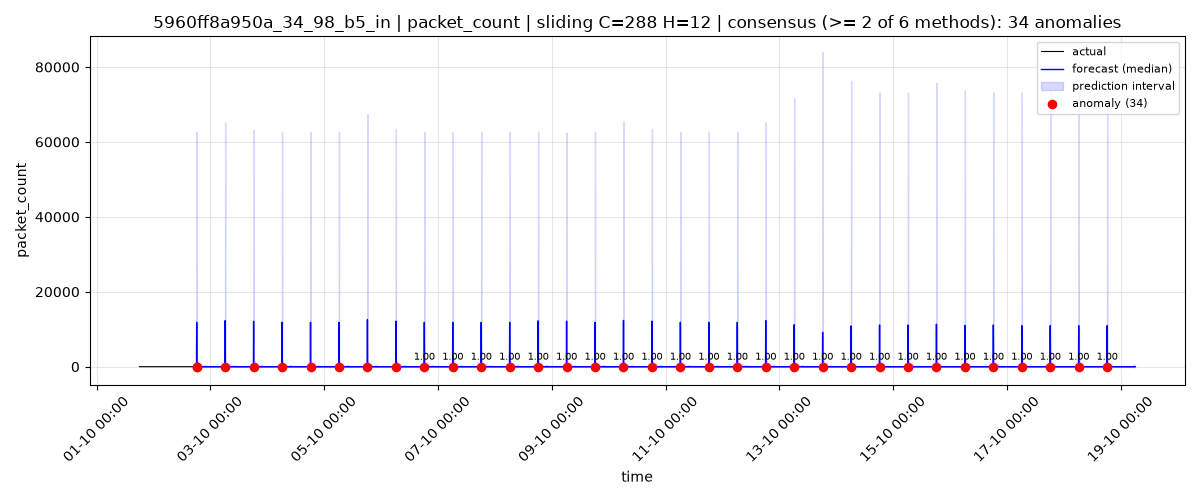 5960ff8a950a_34_98_b5_in | packet_count | sliding C=288 H=12 | consensus (>= 2 of 6 methods): 34 anomalies
packet_count
80000
60000
40000
20000
0
actual
forecast (median)
prediction interval
anomaly (34)
1.00 1.00 1.00 1.00 1.00 1.00 1.00 1.00 1.00 1.00 1.00 1.00 1.00 1.00 1.00 1.00 1.00 1.00 1.00 1.00 1.00 1.00 1.00 1.00 1.00
01-10 00:00
03-10 00:00
05-10 00:00
07-10 00:00
09-10 00:00
11-10 00:00
13-10 00:00
15-10 00:00
17-10 00:00
19-10 00:00
time